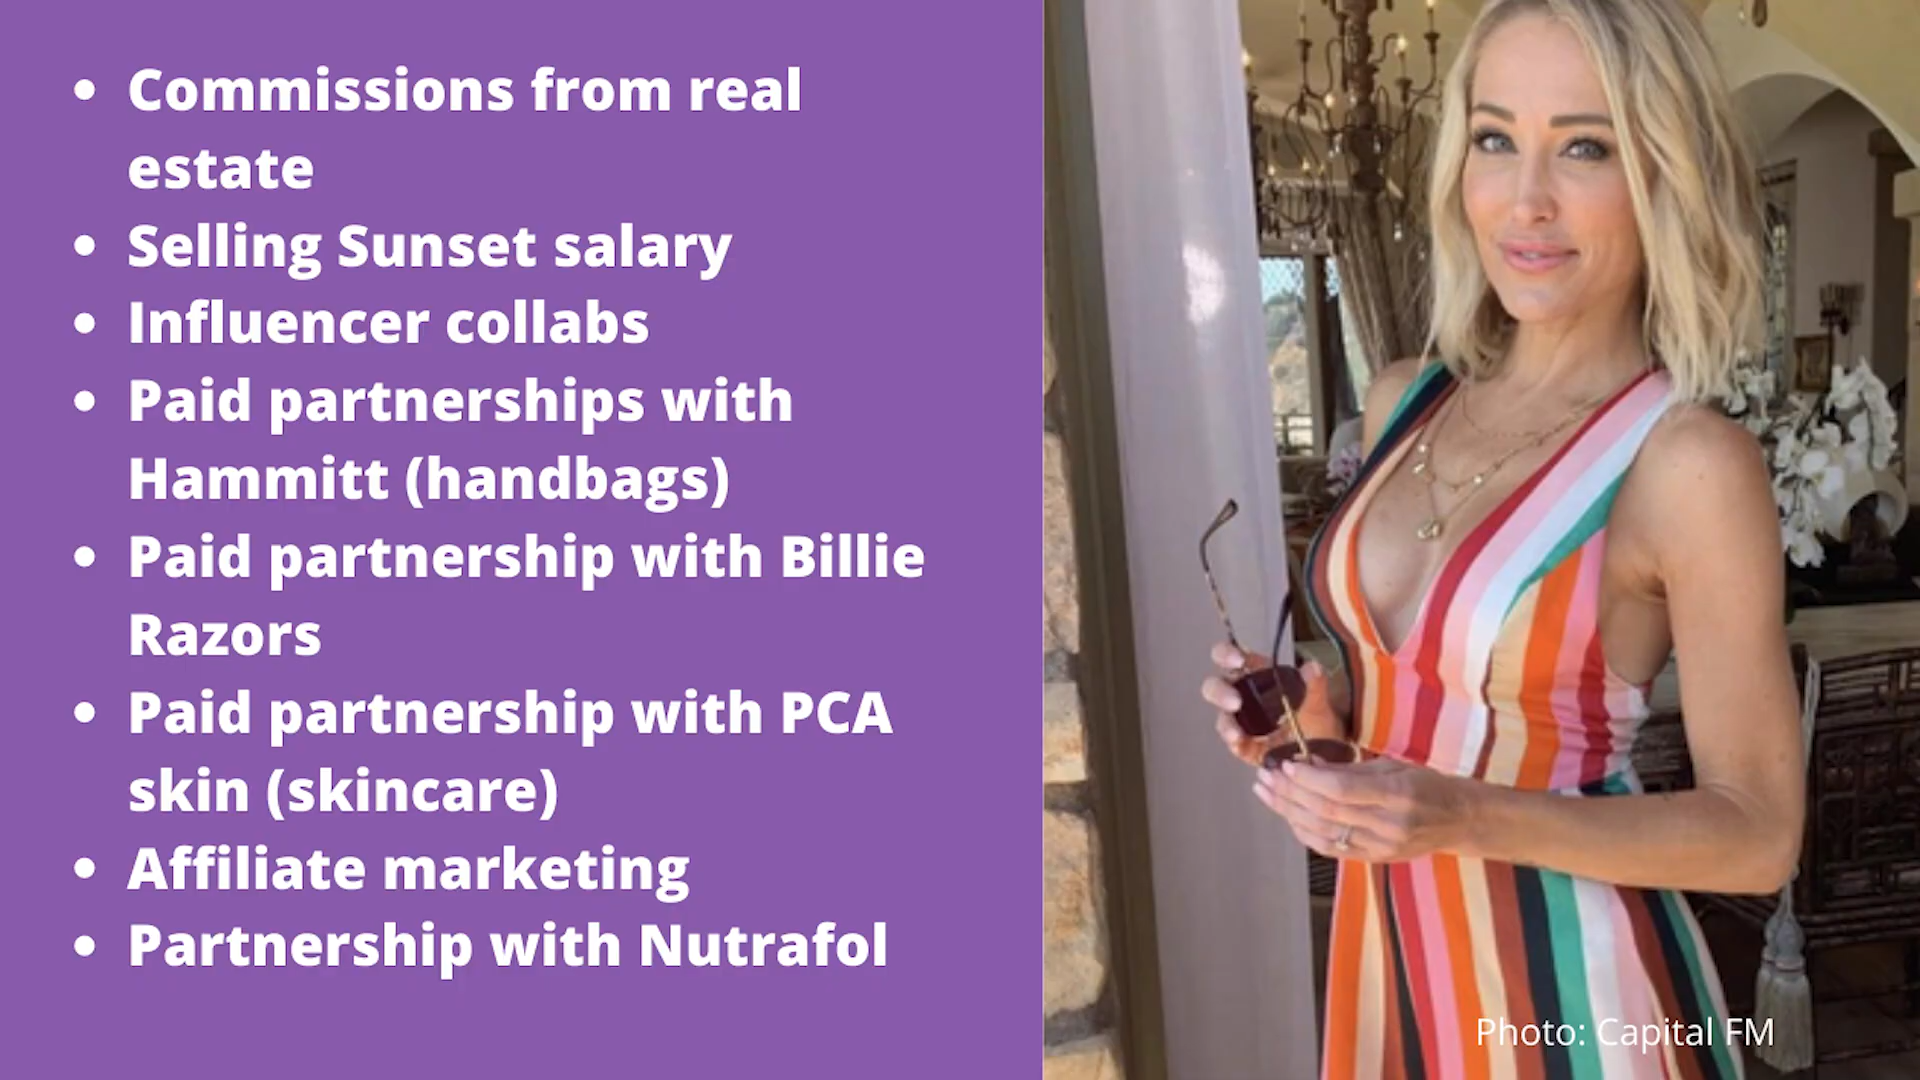 • Commissions from real
estate
• Selling Sunset salary
• Influencer collabs
• Paid partnerships with
Hammitt (handbags)
• Paid partnership with Billie
Razors
• Paid partnership with PCA
skin (skincare)
• Affiliate marketing
• Partnership with Nutrafol
Photo: Capital FM